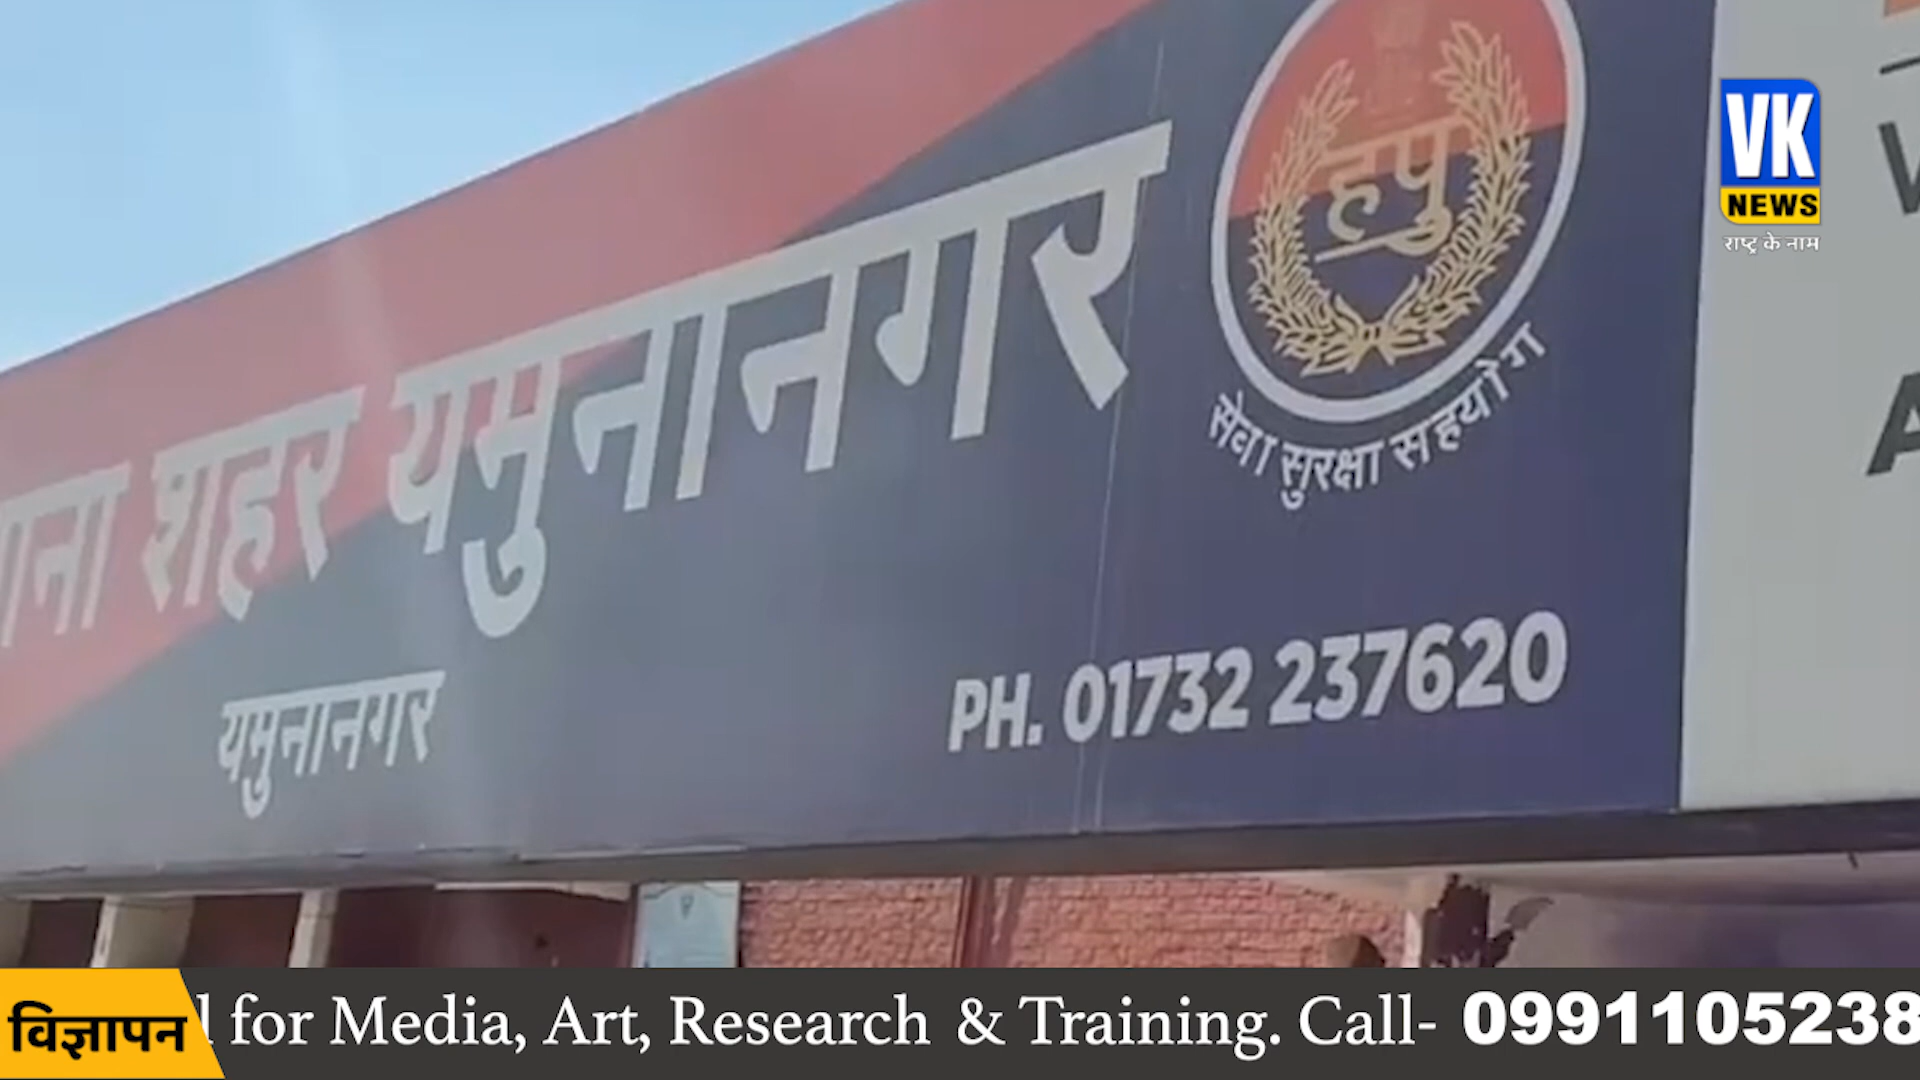 शहर यमुनानगर
हपु
सेवा सुरक्षा सहयोग
यमुनानगर
PH. 01732 237620
VK
NEWS
राष्ट्र के नाम
विज्ञापन
for Media, Art, Research & Training. Call- 0991105238